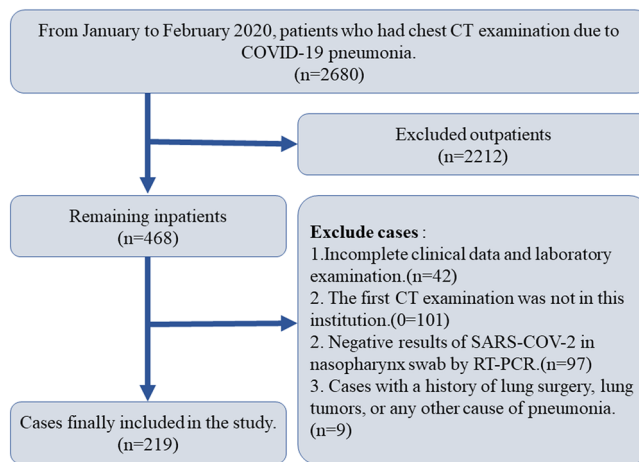 From January to February 2020, patients who had chest CT examination due to
COVID-19 pneumonia.
(n=2680)
Excluded outpatients
(n=2212)
Remaining inpatients
(n=468)
Exclude cases :
1.Incomplete clinical data and laboratory
examination.(n=42)
2. The first CT examination was not in this
institution.(0=101)
2. Negative results of SARS-COV-2 in
nasopharynx swab by RT-PCR.(n=97)
3. Cases with a history of lung surgery, lung
tumors, or any other cause of pneumonia.
(n=9)
Cases finally included in the study.
(n=219)